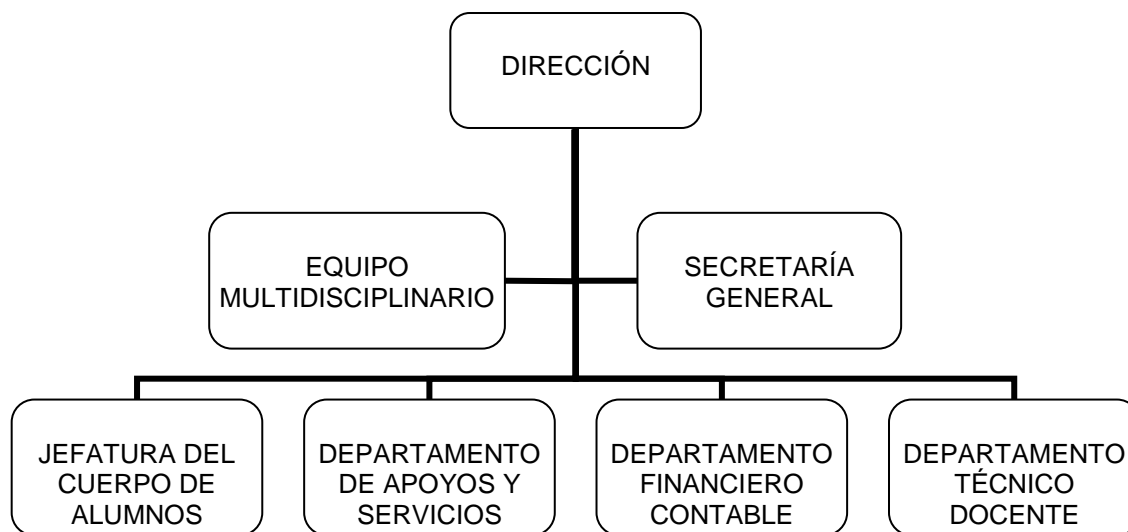 DIRECCIÓN
EQUIPO
MULTIDISCIPLINARIO
SECRETARÍA
GENERAL
JEFATURA DEL
CUERPO DE
ALUMNOS
DEPARTAMENTO
DE APOYOS Y
SERVICIOS
DEPARTAMENTO
FINANCIERO
CONTABLE
DEPARTAMENTO
TÉCNICO
DOCENTE